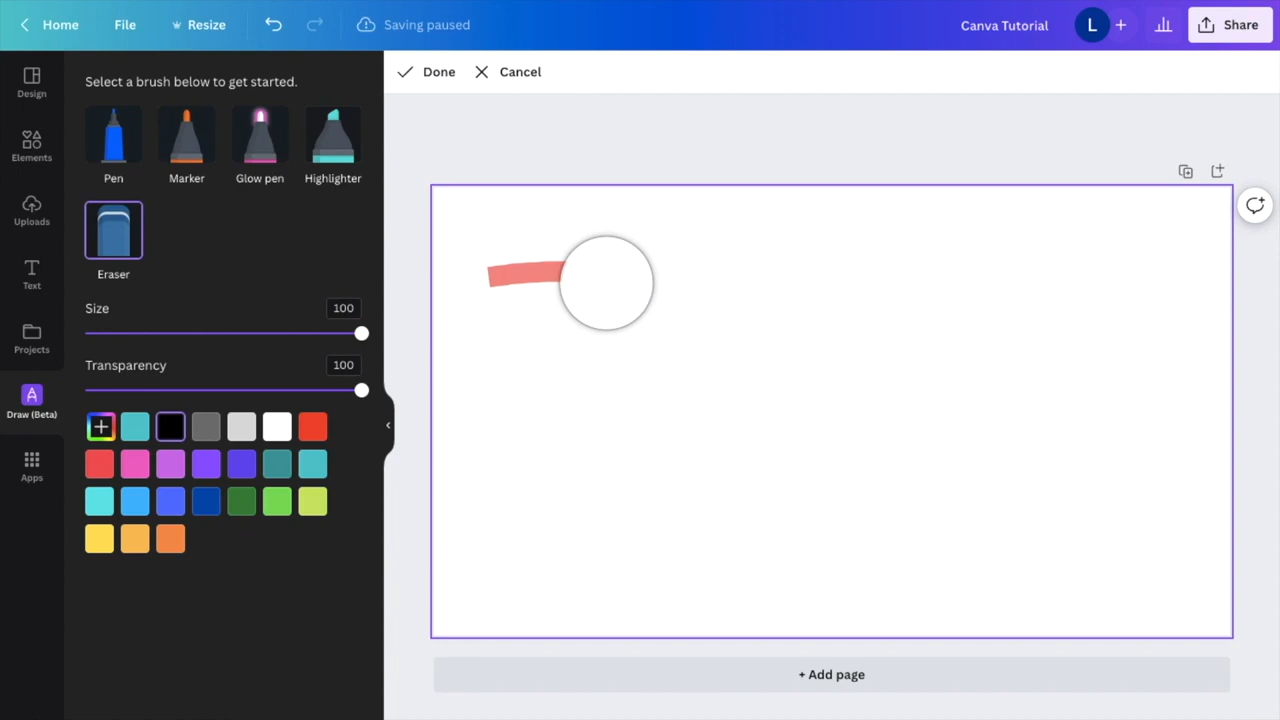 Home File Resize Saving paused Canva Tutorial L + Share
Design
Elements
Uploads
Text
Projects
Draw (Beta)
Apps
Select a brush below to get started.
Pen Marker Glow pen Highlighter
Eraser
Size 100
Transparency 100
Done Cancel
+ Add page